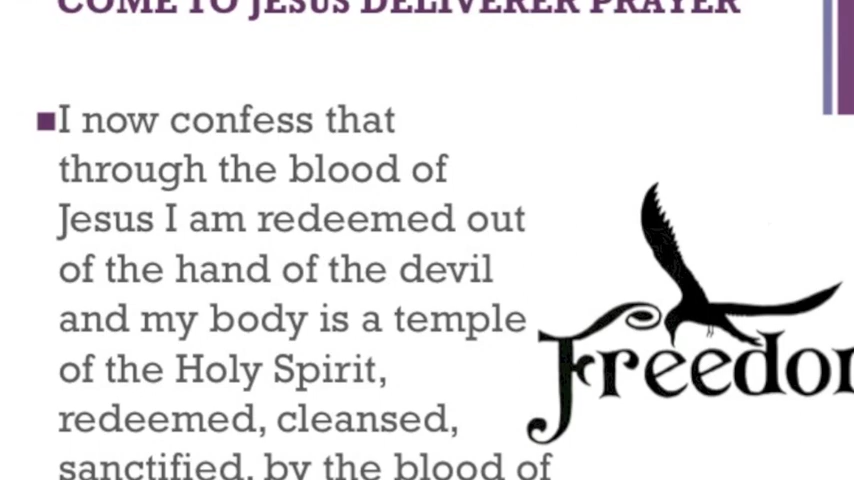 COME TO JESUS DELIVERER PRAYER
I now confess that
through the blood of
Jesus I am redeemed out
of the hand of the devil
and my body is a temple
of the Holy Spirit,
redeemed, cleansed,
sanctified, by the blood of
Freedom